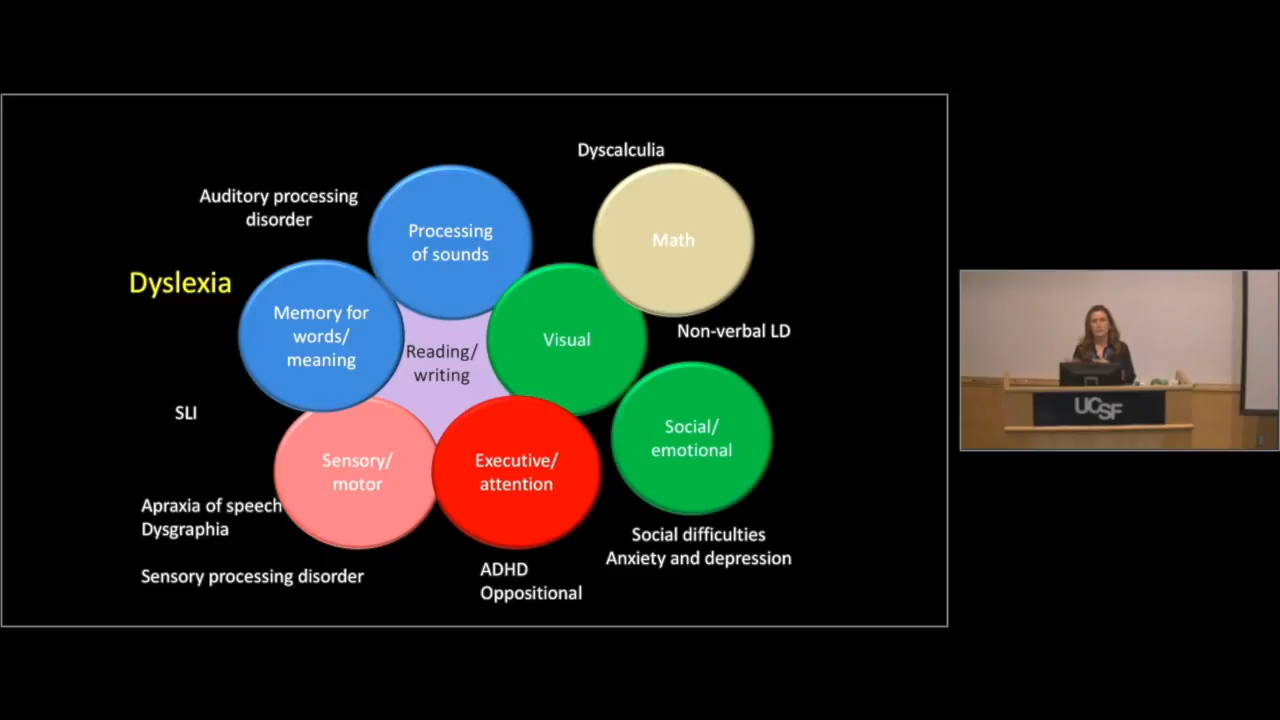 Dyscalculia
Auditory processing
disorder
Processing
of sounds
Math
Dyslexia
Memory for
words/
meaning
Reading/
writing
Visual
Non-verbal LD
SLI
Sensory/
motor
Executive/
attention
Social/
emotional
Apraxia of speech
Dysgraphia
Social difficulties
Anxiety and depression
Sensory processing disorder
ADHD
Oppositional
UCSF